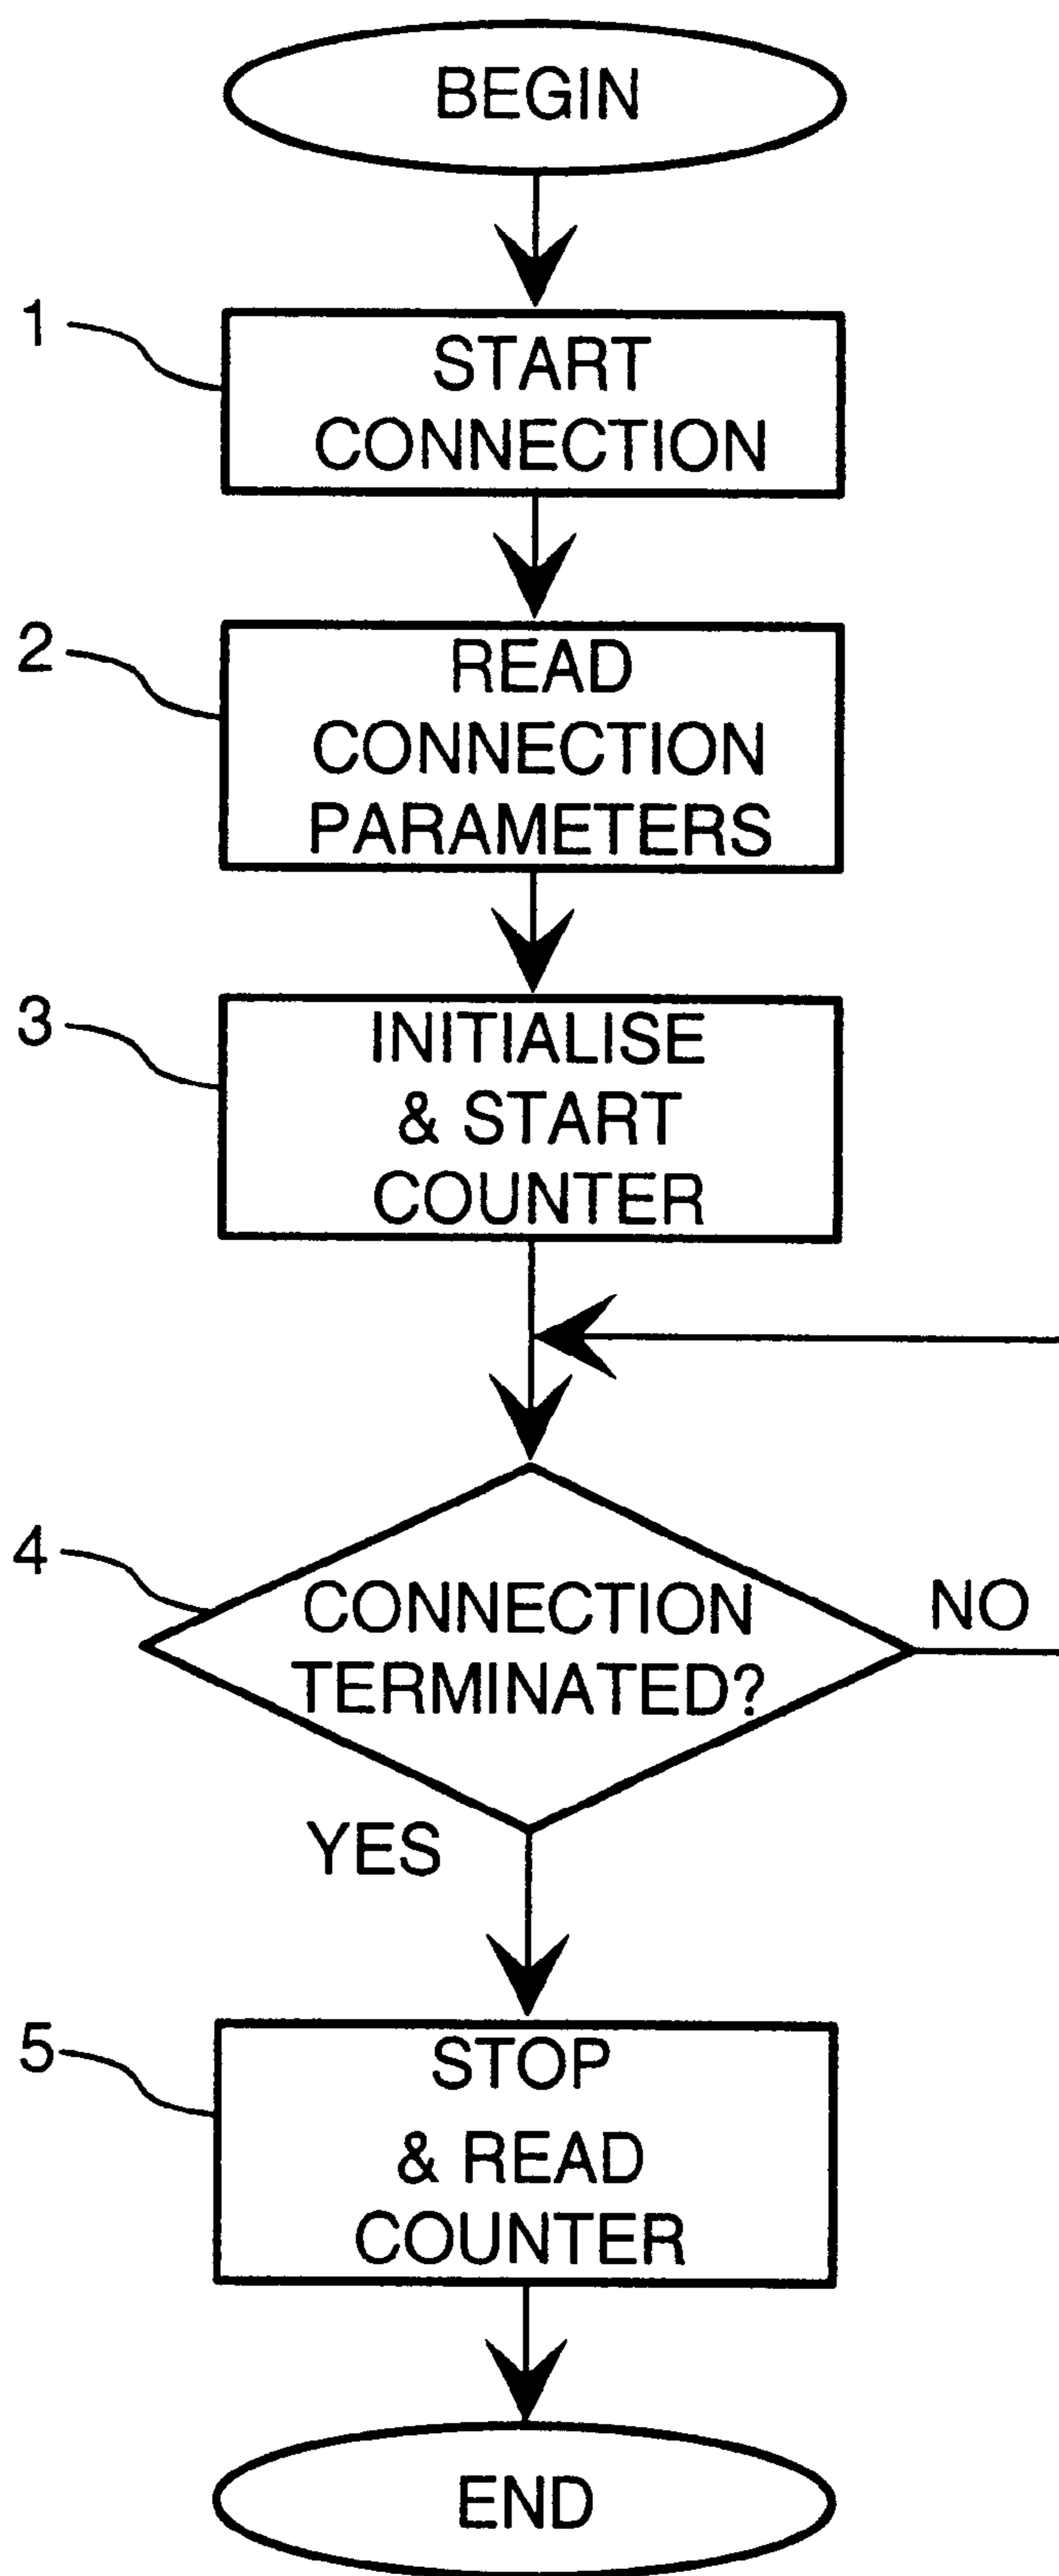 BEGIN
1
START
CONNECTION
2
READ
CONNECTION
PARAMETERS
3
INITIALISE
& START
COUNTER
4
CONNECTION
TERMINATED?
NO
YES
5
STOP
& READ
COUNTER
END